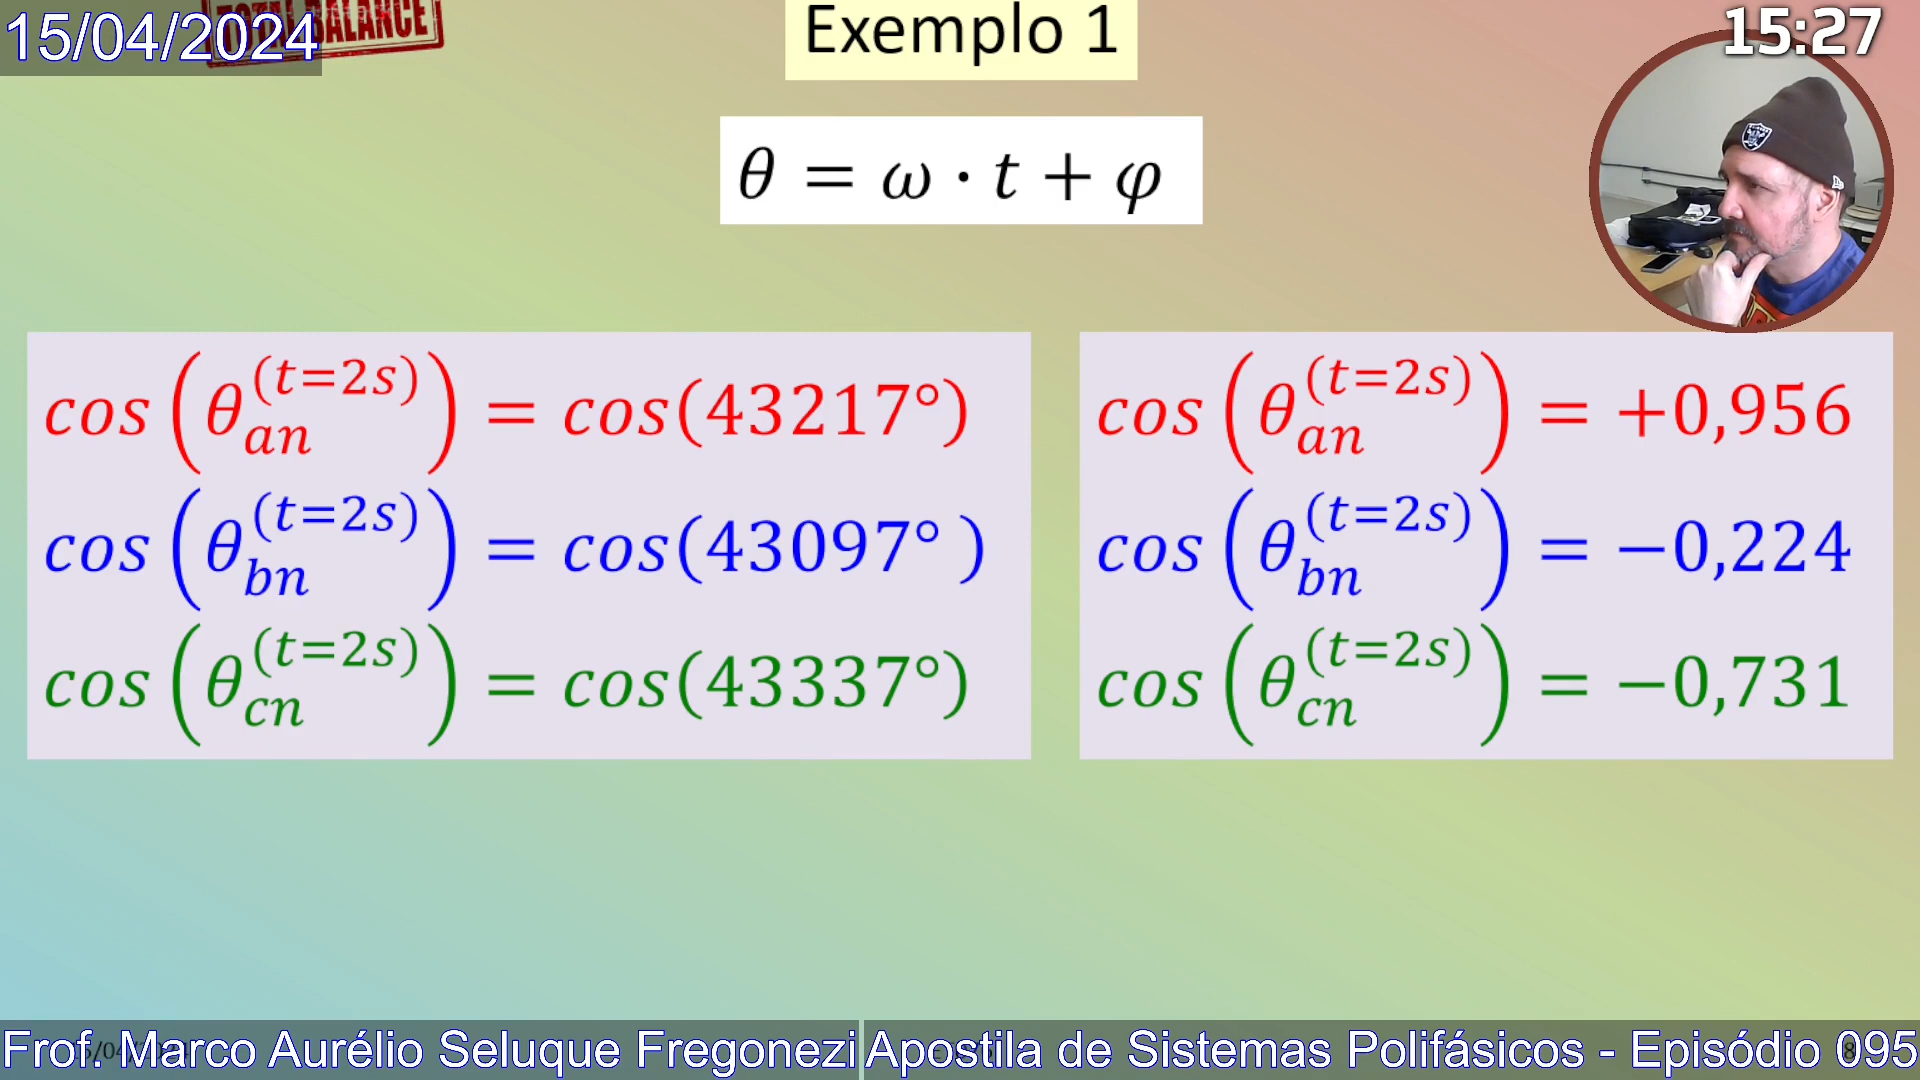 15/04/2024
TOTAL BALANCE
Exemplo 1
15:27
θ = ω · t + φ
cos(θ_an^(t=2s)) = cos(43217°)
cos(θ_bn^(t=2s)) = cos(43097° )
cos(θ_cn^(t=2s)) = cos(43337°)
cos(θ_an^(t=2s)) = +0,956
cos(θ_bn^(t=2s)) = −0,224
cos(θ_cn^(t=2s)) = −0,731
Frof. Marco Aurélio Seluque Fregonezi
Apostila de Sistemas Polifásicos - Episódio 095